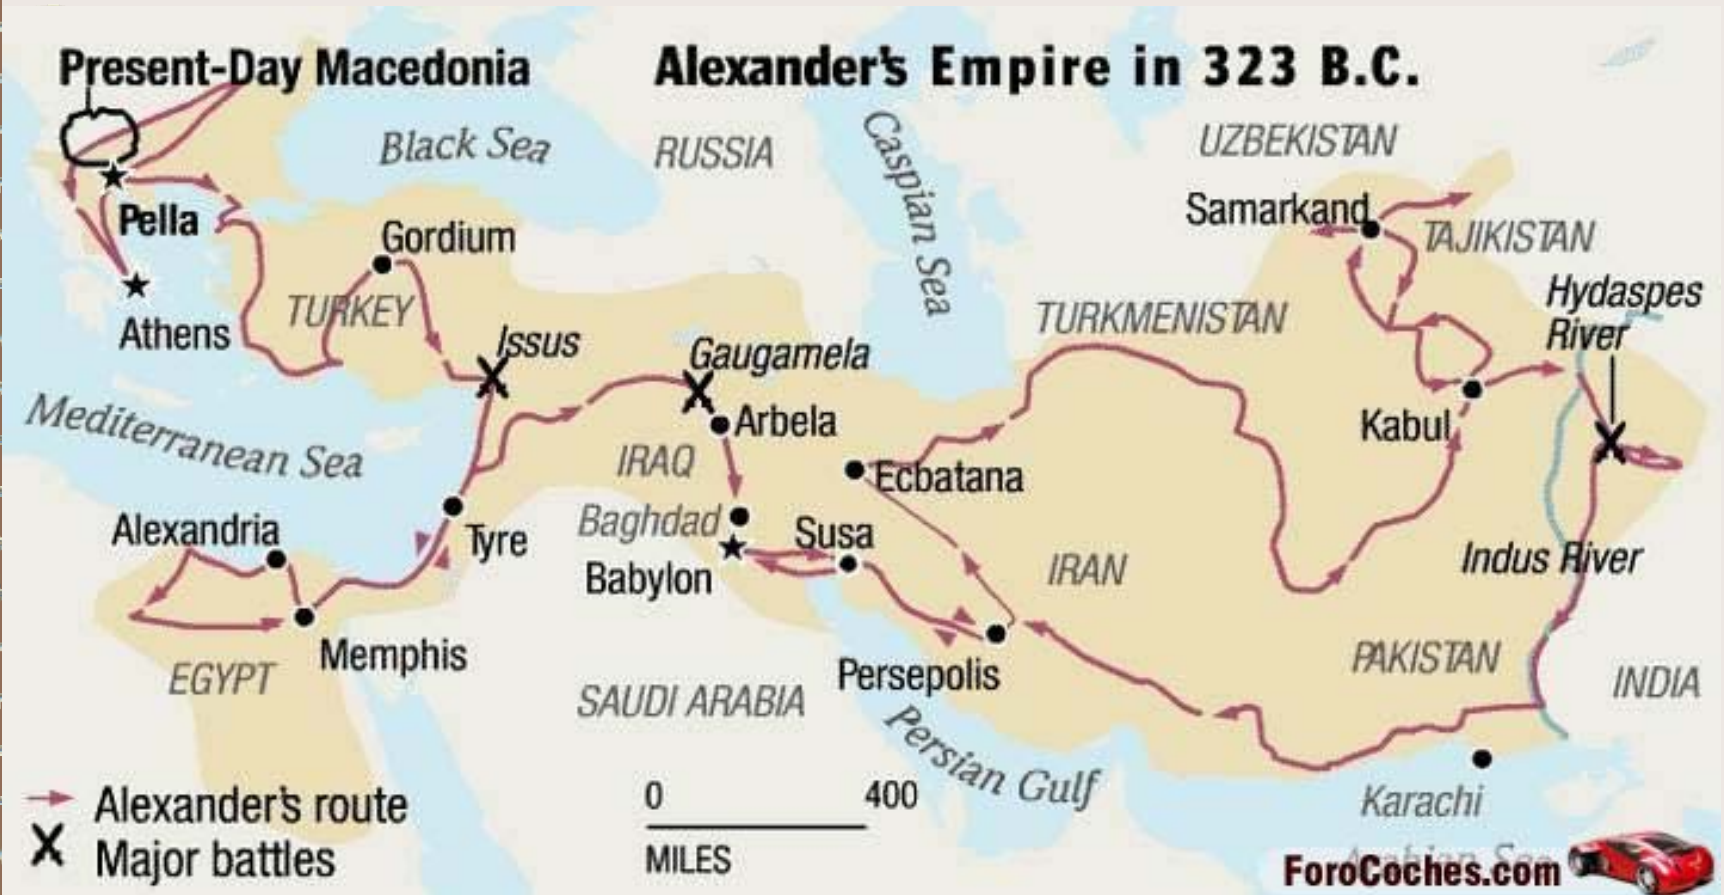 Present-Day Macedonia
Alexander's Empire in 323 B.C.
Black Sea
RUSSIA
Caspian Sea
UZBEKISTAN
Samarkand
TAJIKISTAN
Pella
Gordium
Hydaspes
River
TURKEY
TURKMENISTAN
Athens
Issus
Gaugamela
Mediterranean Sea
Arbela
Kabul
IRAQ
Ecbatana
Alexandria
Tyre
Baghdad
Susa
Babylon
IRAN
Indus River
Memphis
EGYPT
Persepolis
PAKISTAN
SAUDI ARABIA
INDIA
Persian Gulf
Alexander's route
Major battles
0 400
MILES
Karachi
Arabian Sea
ForoCoches.com